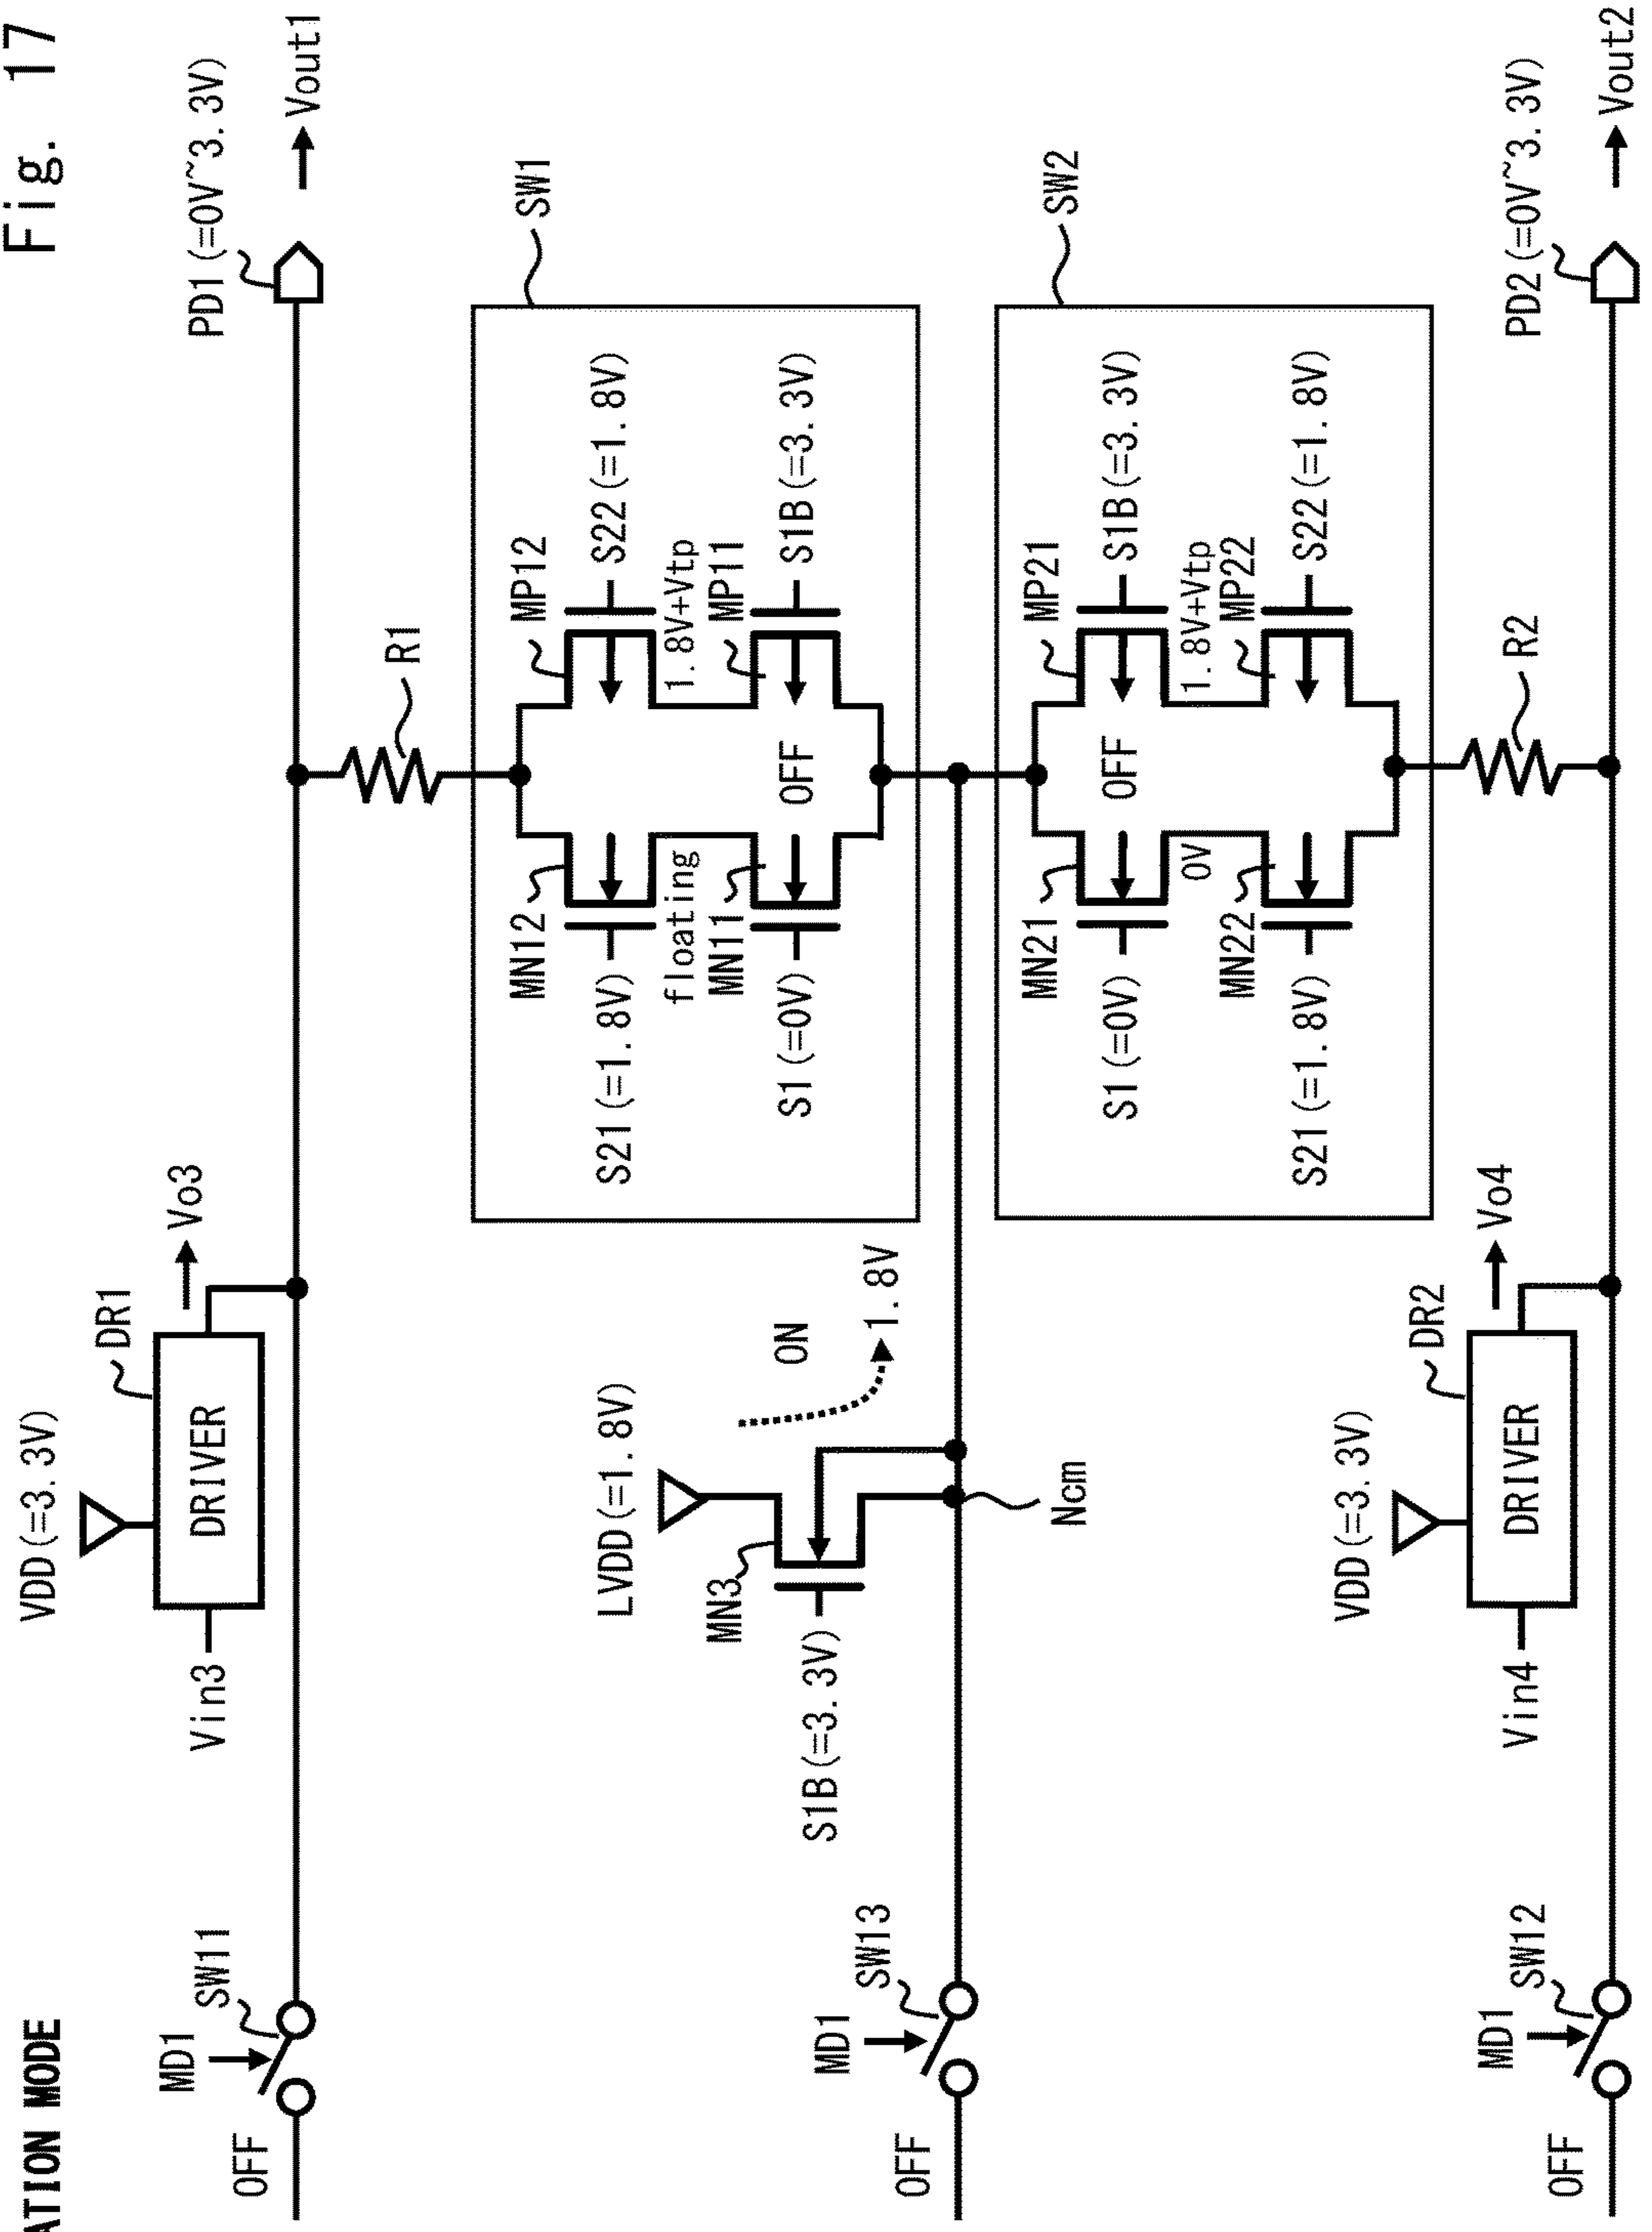 Fig. 17
ATION MODE
VDD(=3.3V)
DR1
DRIVER
Vin3
Vo3
MD1
SW11
OFF
PD1(=0V~3.3V)
Vout1
R1
SW1
MN12
MP12
S21(=1.8V)
S22(=1.8V)
floating
1.8V+Vtp
MN11
MP11
S1(=0V)
OFF
S1B(=3.3V)
LVDD(=1.8V)
MN3
S1B(=3.3V)
ON
1.8V
Ncm
MD1
SW13
OFF
SW2
MN21
MP21
S1(=0V)
OFF
S1B(=3.3V)
0V
1.8V+Vtp
MN22
MP22
S21(=1.8V)
S22(=1.8V)
R2
VDD(=3.3V)
DR2
DRIVER
Vin4
Vo4
MD1
SW12
OFF
PD2(=0V~3.3V)
Vout2